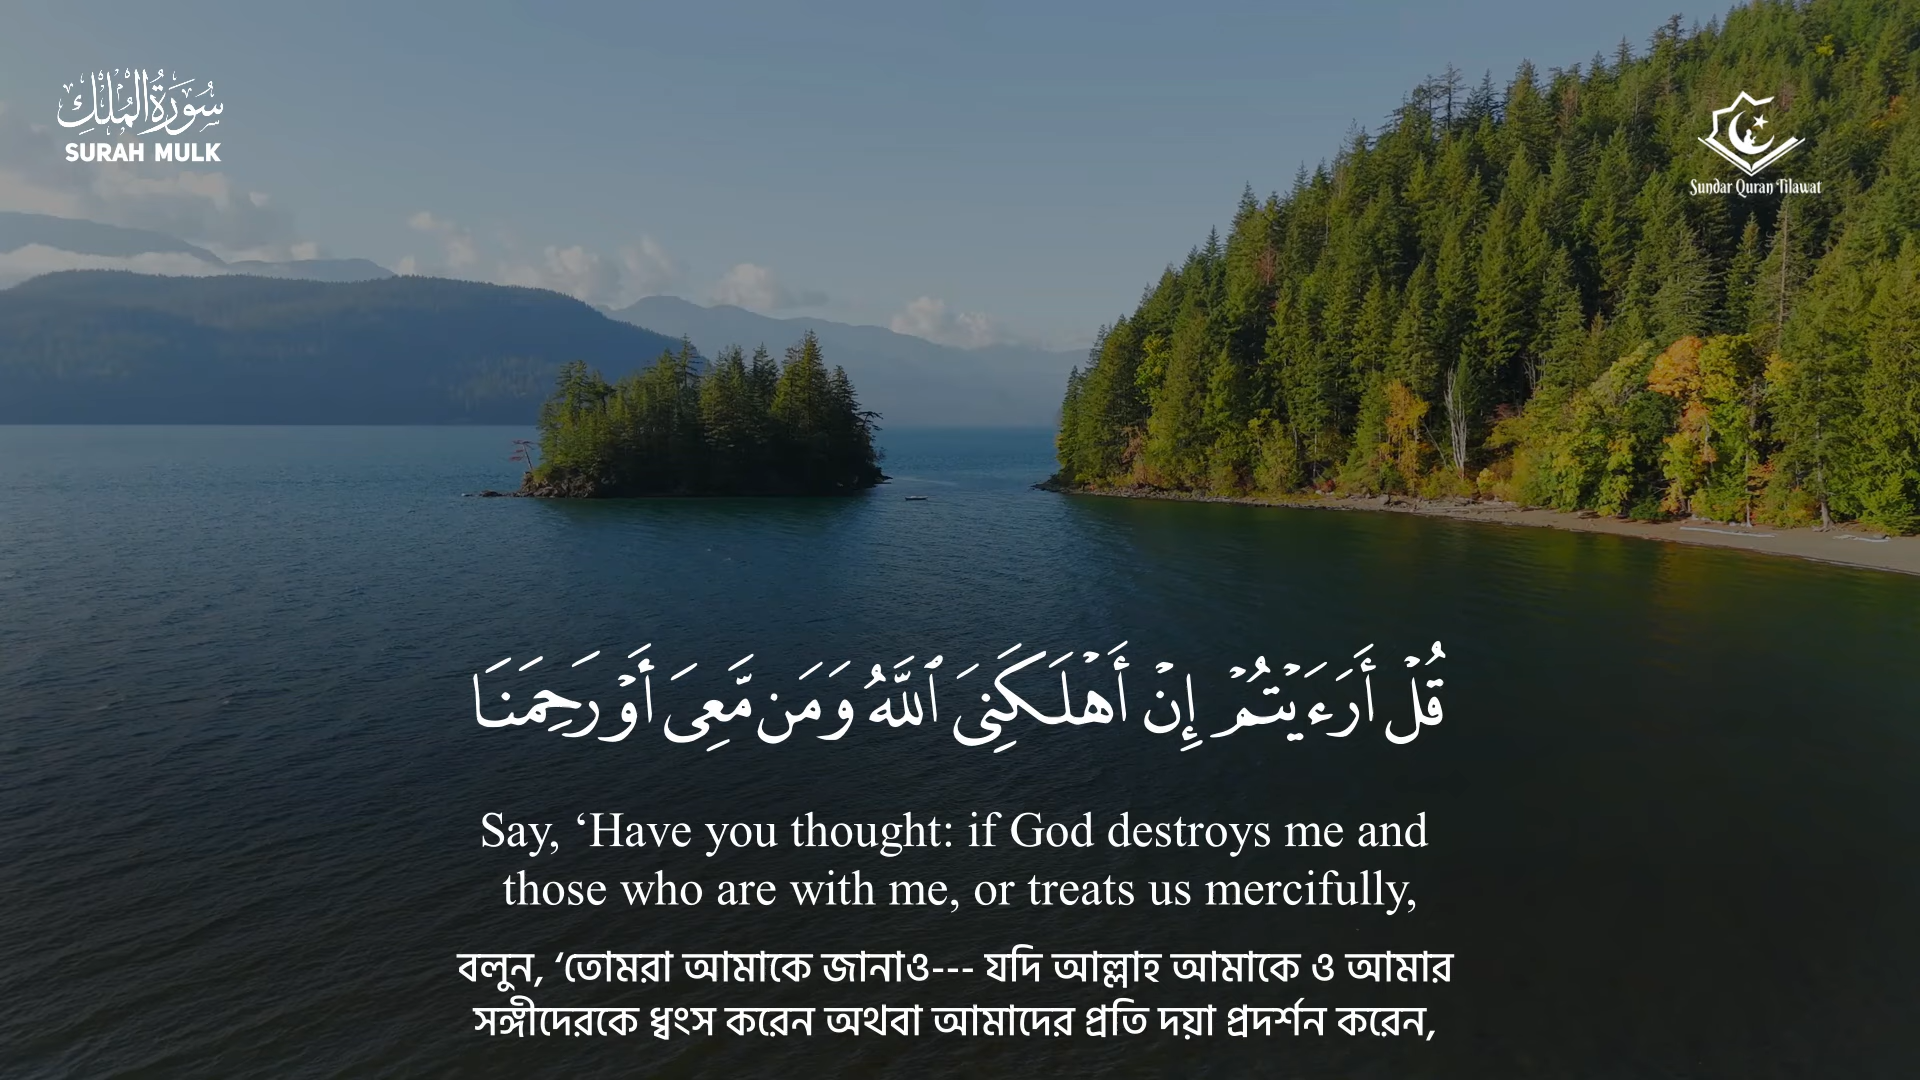 سُورَةُ المُلْكِ
SURAH MULK
Sundar Quran Tilawat
قُلۡ أَرَءَيۡتُمۡ إِنۡ أَهۡلَكَنِىَ ٱللَّهُ وَمَن مَّعِىَ أَوۡ رَحِمَنَا
Say, ‘Have you thought: if God destroys me and
those who are with me, or treats us mercifully,
বলুন, ‘তোমরা আমাকে জানাও--- যদি আল্লাহ আমাকে ও আমার
সঙ্গীদেরকে ধ্বংস করেন অথবা আমাদের প্রতি দয়া প্রদর্শন করেন,